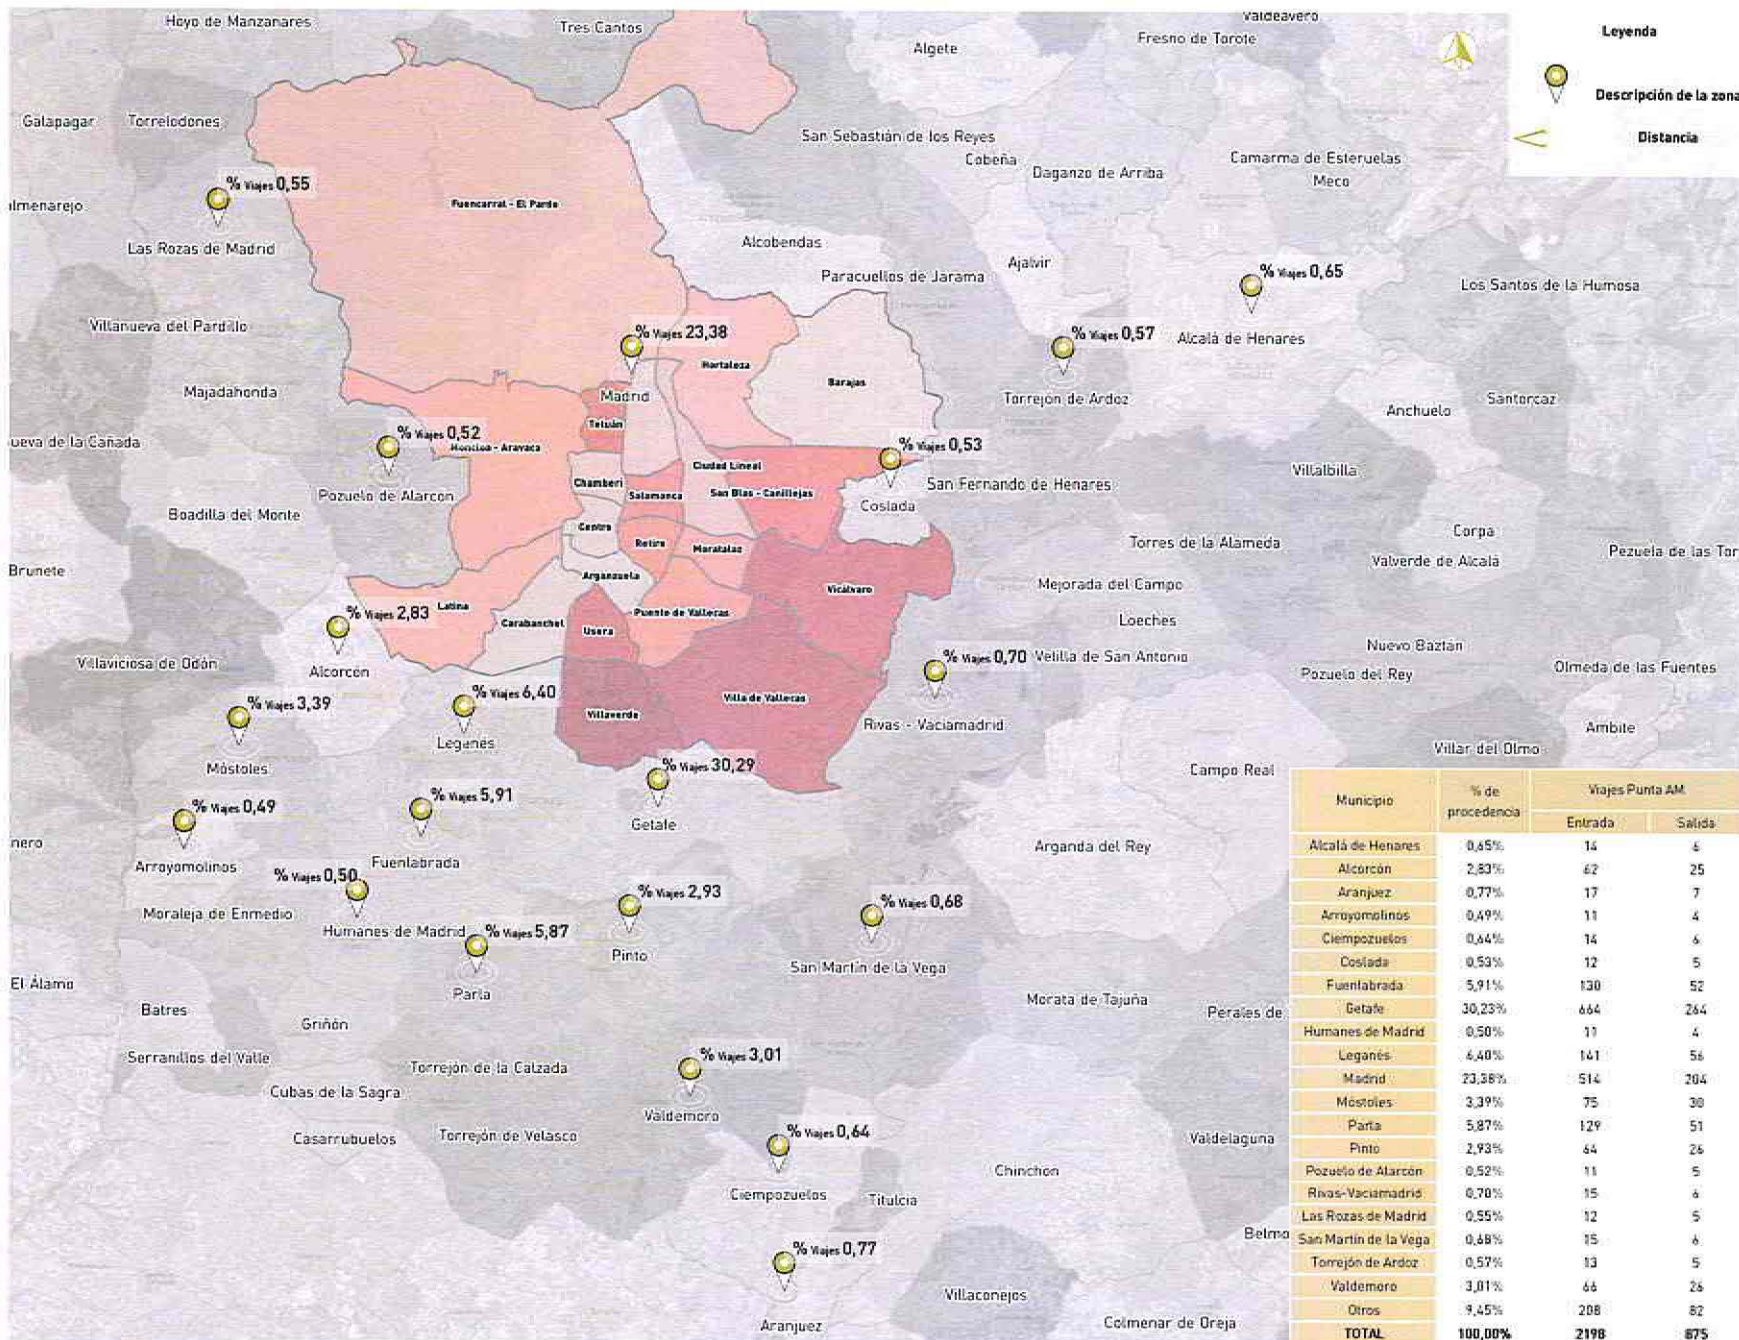 Hoyo de Manzanares
Tres Cantos
Algete
Valdeavero
Fresno de Torote
Leyenda
Descripción de la zona
Distancia
Galapagar
Torrelodones
San Sebastián de los Reyes
Cobeña
Daganzo de Arriba
Camarma de Esteruelas
Meco
% Viajes 0,55
Las Rozas de Madrid
Fuencarral - El Pardo
Alcobendas
Paracuellos de Jarama
Ajalvir
% Viajes 0,65
Alcalá de Henares
Los Santos de la Humosa
Villanueva del Pardillo
% Viajes 23,38
Madrid
Hortaleza
Barajas
% Viajes 0,57
Torrejón de Ardoz
Anchuelo
Santorcaz
Majadahonda
% Viajes 0,52
Pozuelo de Alarcón
Moncloa - Aravaca
Tetuán
Chamberí
Salamanca
Ciudad Lineal
San Blas - Canillejas
% Viajes 0,53
Coslada
San Fernando de Henares
Villalbilla
ueva de la Cañada
Boadilla del Monte
Centro
Retiro
Moratalaz
Arganzuela
Torres de la Alameda
Corpa
Valverde de Alcalá
Pezuela de las Tor
Brunete
Latina
Carabanchel
Usera
Puente de Vallecas
Vicálvaro
Mejorada del Campo
Loeches
% Viajes 2,83
Alcorcón
Villaviciosa de Odón
% Viajes 0,70
Velilla de San Antonio
Rivas - Vaciamadrid
Nuevo Baztán
Pozuelo del Rey
Olmeda de las Fuentes
Ambite
Villar del Olmo
% Viajes 3,39
Móstoles
% Viajes 6,40
Leganés
Villaverde
Villa de Vallecas
% Viajes 30,29
Getafe
Campo Real
% Viajes 0,49
Arroyomolinos
% Viajes 5,91
Fuenlabrada
Arganda del Rey
% Viajes 0,50
Humanes de Madrid
Moraleja de Enmedio
% Viajes 5,87
Parla
% Viajes 2,93
Pinto
% Viajes 0,68
San Martín de la Vega
El Álamo
Batres
Griñón
Morata de Tajuña
Perales de
Serranillos del Valle
Cubas de la Sagra
Torrejón de la Calzada
% Viajes 3,01
Valdemoro
Casarrubuelos
Torrejón de Velasco
% Viajes 0,64
Ciempozuelos
Titulcia
Chinchon
Valdelaguna
Belmo
% Viajes 0,77
Aranjuez
Villaconejos
Colmenar de Oreja
Municipio % de procedencia Viajes Punta AM
Entrada Salida
Alcalá de Henares 0,65% 14 6
Alcorcón 2,83% 62 25
Aranjuez 0,77% 17 7
Arroyomolinos 0,49% 11 4
Ciempozuelos 0,64% 14 6
Coslada 0,53% 12 5
Fuenlabrada 5,91% 130 52
Getafe 30,23% 664 264
Humanes de Madrid 0,50% 11 4
Leganés 6,40% 141 56
Madrid 23,38% 514 204
Móstoles 3,39% 75 30
Parla 5,87% 129 51
Pinto 2,93% 64 26
Pozuelo de Alarcón 0,52% 11 5
Rivas-Vaciamadrid 0,70% 15 6
Las Rozas de Madrid 0,55% 12 5
San Martín de la Vega 0,68% 15 6
Torrejón de Ardoz 0,57% 13 5
Valdemoro 3,01% 66 26
Otros 9,45% 208 82
TOTAL 100,00% 2198 875